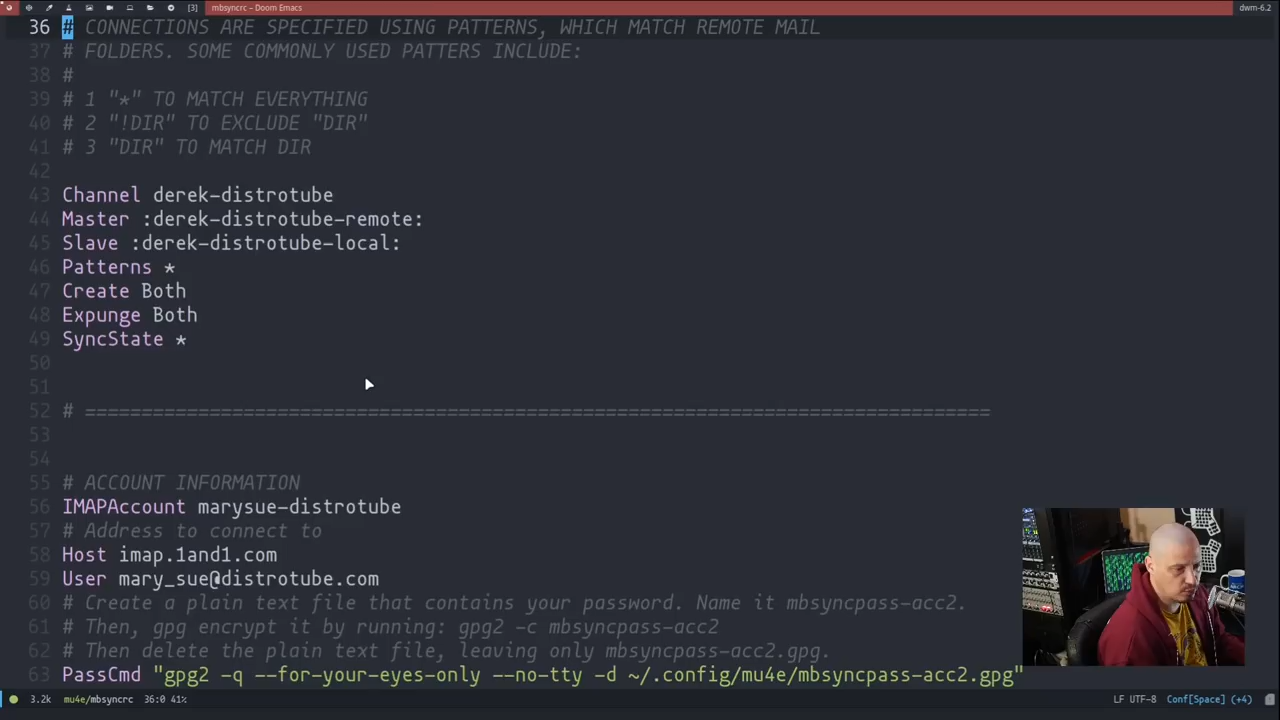 [3] mbsyncrc – Doom Emacs dwm-6.2
36 # CONNECTIONS ARE SPECIFIED USING PATTERNS, WHICH MATCH REMOTE MAIL
37 # FOLDERS. SOME COMMONLY USED PATTERS INCLUDE:
38 #
39 # 1 "*" TO MATCH EVERYTHING
40 # 2 "!DIR" TO EXCLUDE "DIR"
41 # 3 "DIR" TO MATCH DIR
42
43 Channel derek-distrotube
44 Master :derek-distrotube-remote:
45 Slave :derek-distrotube-local:
46 Patterns *
47 Create Both
48 Expunge Both
49 SyncState *
50
51
52 # ================================================================================
53
54
55 # ACCOUNT INFORMATION
56 IMAPAccount marysue-distrotube
57 # Address to connect to
58 Host imap.1and1.com
59 User mary_sue@distrotube.com
60 # Create a plain text file that contains your password. Name it mbsyncpass-acc2.
61 # Then, gpg encrypt it by running: gpg2 -c mbsyncpass-acc2
62 # Then delete the plain text file, leaving only mbsyncpass-acc2.gpg.
63 PassCmd "gpg2 -q --for-your-eyes-only --no-tty -d ~/.config/mu4e/mbsyncpass-acc2.gpg"
3.2k mu4e/mbsyncrc 36:0 41% LF UTF-8 Conf[Space] (+4)